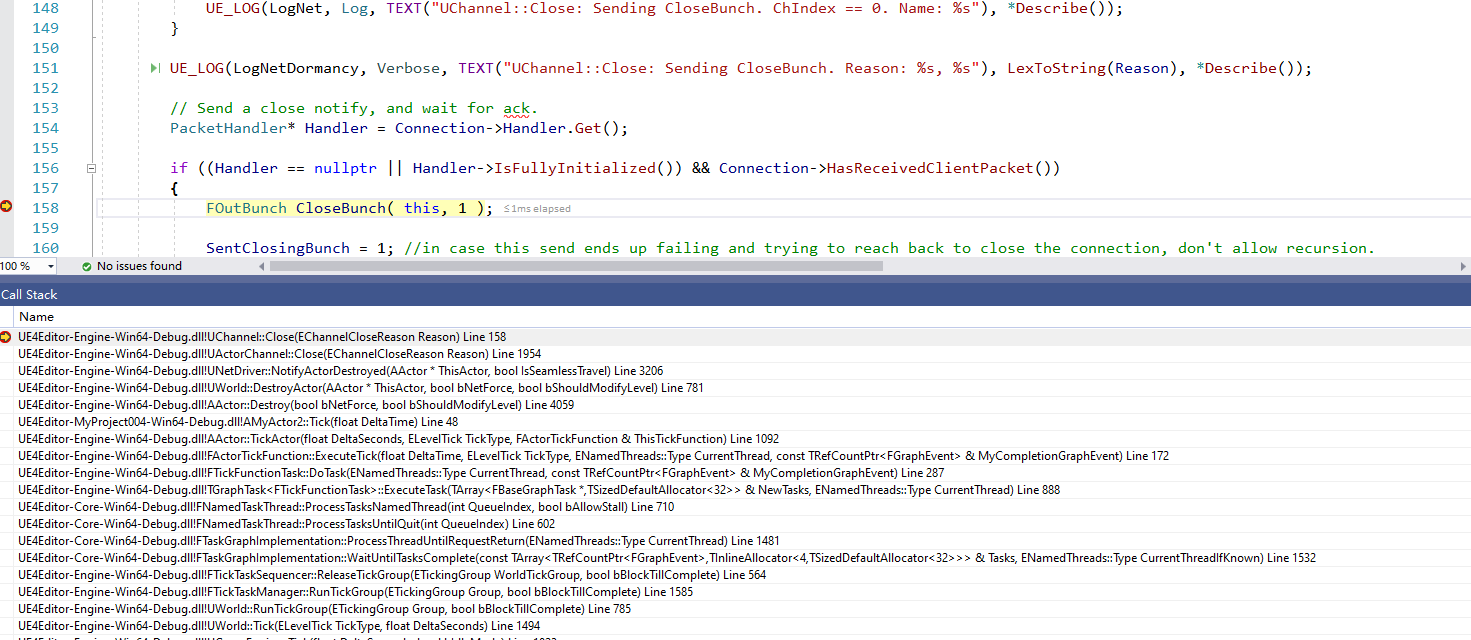 148 UE_LOG(LogNet, Log, TEXT("UChannel::Close: Sending CloseBunch. ChIndex == 0. Name: %s"), *Describe());
149 }
150
151 UE_LOG(LogNetDormancy, Verbose, TEXT("UChannel::Close: Sending CloseBunch. Reason: %s, %s"), LexToString(Reason), *Describe());
152
153 // Send a close notify, and wait for ack.
154 PacketHandler* Handler = Connection->Handler.Get();
155
156 if ((Handler == nullptr || Handler->IsFullyInitialized()) && Connection->HasReceivedClientPacket())
157 {
158 FOutBunch CloseBunch( this, 1 ); ≤1ms elapsed
159
160 SentClosingBunch = 1; //in case this send ends up failing and trying to reach back to close the connection, don't allow recursion.
100 % No issues found
Call Stack
Name
UE4Editor-Engine-Win64-Debug.dll!UChannel::Close(EChannelCloseReason Reason) Line 158
UE4Editor-Engine-Win64-Debug.dll!UActorChannel::Close(EChannelCloseReason Reason) Line 1954
UE4Editor-Engine-Win64-Debug.dll!UNetDriver::NotifyActorDestroyed(AActor * ThisActor, bool IsSeamlessTravel) Line 3206
UE4Editor-Engine-Win64-Debug.dll!UWorld::DestroyActor(AActor * ThisActor, bool bNetForce, bool bShouldModifyLevel) Line 781
UE4Editor-Engine-Win64-Debug.dll!AActor::Destroy(bool bNetForce, bool bShouldModifyLevel) Line 4059
UE4Editor-MyProject004-Win64-Debug.dll!AMyActor2::Tick(float DeltaTime) Line 48
UE4Editor-Engine-Win64-Debug.dll!AActor::TickActor(float DeltaSeconds, ELevelTick TickType, FActorTickFunction & ThisTickFunction) Line 1092
UE4Editor-Engine-Win64-Debug.dll!FActorTickFunction::ExecuteTick(float DeltaTime, ELevelTick TickType, ENamedThreads::Type CurrentThread, const TRefCountPtr<FGraphEvent> & MyCompletionGraphEvent) Line 172
UE4Editor-Engine-Win64-Debug.dll!FTickFunctionTask::DoTask(ENamedThreads::Type CurrentThread, const TRefCountPtr<FGraphEvent> & MyCompletionGraphEvent) Line 287
UE4Editor-Engine-Win64-Debug.dll!TGraphTask<FTickFunctionTask>::ExecuteTask(TArray<FBaseGraphTask *,TSizedDefaultAllocator<32>> & NewTasks, ENamedThreads::Type CurrentThread) Line 888
UE4Editor-Core-Win64-Debug.dll!FNamedTaskThread::ProcessTasksNamedThread(int QueueIndex, bool bAllowStall) Line 710
UE4Editor-Core-Win64-Debug.dll!FNamedTaskThread::ProcessTasksUntilQuit(int QueueIndex) Line 602
UE4Editor-Core-Win64-Debug.dll!FTaskGraphImplementation::ProcessThreadUntilRequestReturn(ENamedThreads::Type CurrentThread) Line 1481
UE4Editor-Core-Win64-Debug.dll!FTaskGraphImplementation::WaitUntilTasksComplete(const TArray<TRefCountPtr<FGraphEvent>,TInlineAllocator<4,TSizedDefaultAllocator<32>>> & Tasks, ENamedThreads::Type CurrentThreadIfKnown) Line 1532
UE4Editor-Engine-Win64-Debug.dll!FTickTaskSequencer::ReleaseTickGroup(ETickingGroup WorldTickGroup, bool bBlockTillComplete) Line 564
UE4Editor-Engine-Win64-Debug.dll!FTickTaskManager::RunTickGroup(ETickingGroup Group, bool bBlockTillComplete) Line 1585
UE4Editor-Engine-Win64-Debug.dll!UWorld::RunTickGroup(ETickingGroup Group, bool bBlockTillComplete) Line 785
UE4Editor-Engine-Win64-Debug.dll!UWorld::Tick(ELevelTick TickType, float DeltaSeconds) Line 1494